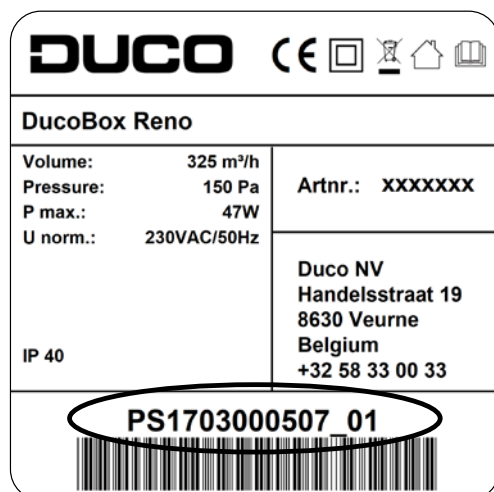 DUCO CE
DucoBox Reno
Volume: 325 m³/h
Pressure: 150 Pa
P max.: 47W
U norm.: 230VAC/50Hz
IP 40
Artnr.: XXXXXXX
Duco NV
Handelsstraat 19
8630 Veurne
Belgium
+32 58 33 00 33
PS1703000507_01